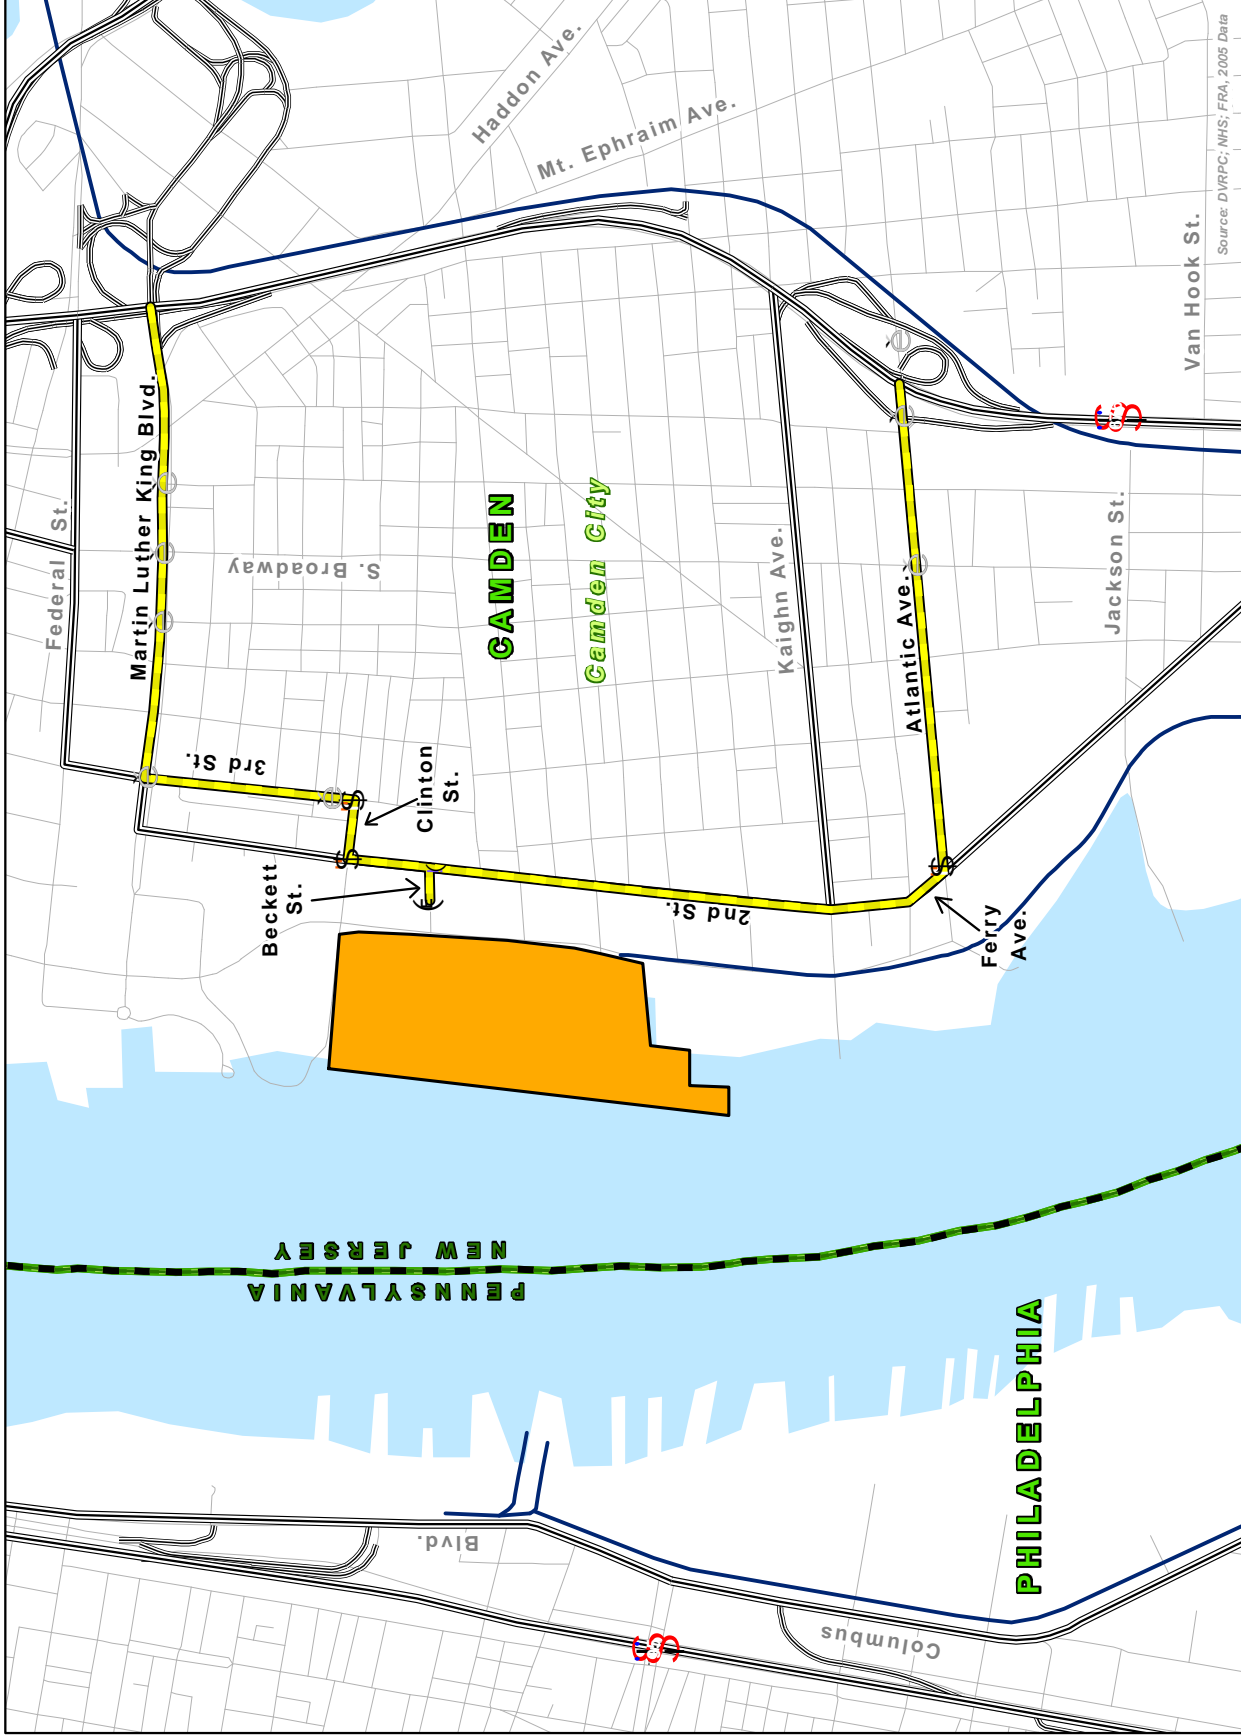 Haddon Ave.
Mt. Ephraim Ave.
Source: DVRPC; NHS; FRA, 2005 Data
Van Hook St.
Martin Luther King Blvd.
Federal St.
S. Broadway
CAMDEN
Camden City
Kaighn Ave.
Atlantic Ave.
Jackson St.
3rd St.
Clinton
St.
Beckett
St.
2nd St.
Ferry
Ave.
NEW JERSEY
PENNSYLVANIA
PHILADELPHIA
Blvd.
Columbus